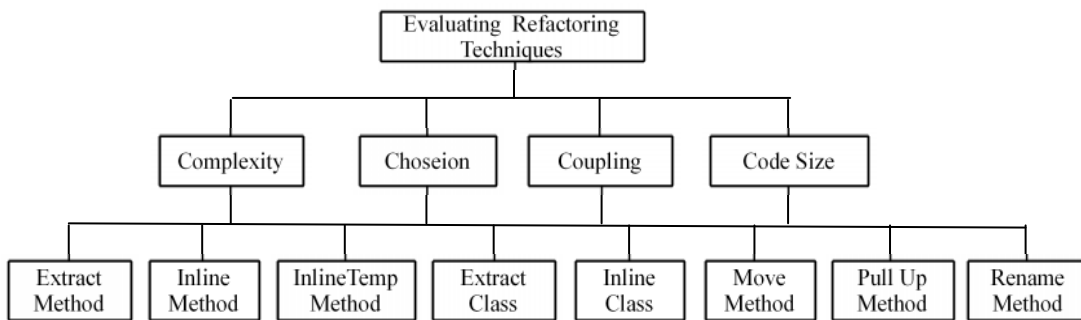 Evaluating Refactoring
Techniques
Complexity
Choseion
Coupling
Code Size
Extract
Method
Inline
Method
InlineTemp
Method
Extract
Class
Inline
Class
Move
Method
Pull Up
Method
Rename
Method